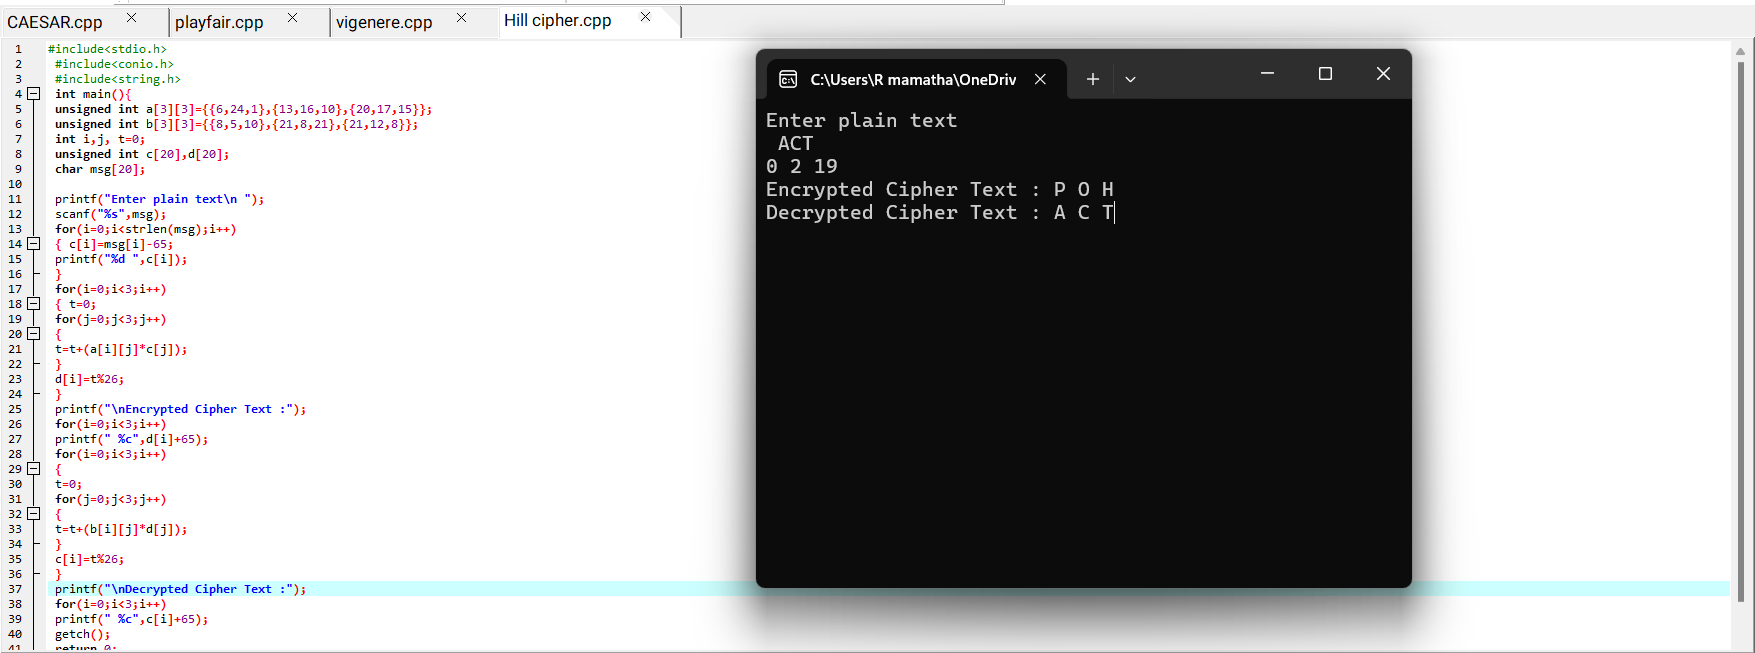 CAESAR.cpp playfair.cpp vigenere.cpp Hill cipher.cpp
1 #include<stdio.h>
2 #include<conio.h>
3 #include<string.h>
4 int main(){
5 unsigned int a[3][3]={{6,24,1},{13,16,10},{20,17,15}};
6 unsigned int b[3][3]={{8,5,10},{21,8,21},{21,12,8}};
7 int i,j, t=0;
8 unsigned int c[20],d[20];
9 char msg[20];
10
11 printf("Enter plain text\n ");
12 scanf("%s",msg);
13 for(i=0;i<strlen(msg);i++)
14 { c[i]=msg[i]-65;
15 printf("%d ",c[i]);
16 }
17 for(i=0;i<3;i++)
18 { t=0;
19 for(j=0;j<3;j++)
20 {
21 t=t+(a[i][j]*c[j]);
22 }
23 d[i]=t%26;
24 }
25 printf("\nEncrypted Cipher Text :");
26 for(i=0;i<3;i++)
27 printf(" %c",d[i]+65);
28 for(i=0;i<3;i++)
29 {
30 t=0;
31 for(j=0;j<3;j++)
32 {
33 t=t+(b[i][j]*d[j]);
34 }
35 c[i]=t%26;
36 }
37 printf("\nDecrypted Cipher Text :");
38 for(i=0;i<3;i++)
39 printf(" %c",c[i]+65);
40 getch();
41 return 0;
C:\Users\R mamatha\OneDriv
Enter plain text
ACT
0 2 19
Encrypted Cipher Text : P O H
Decrypted Cipher Text : A C T